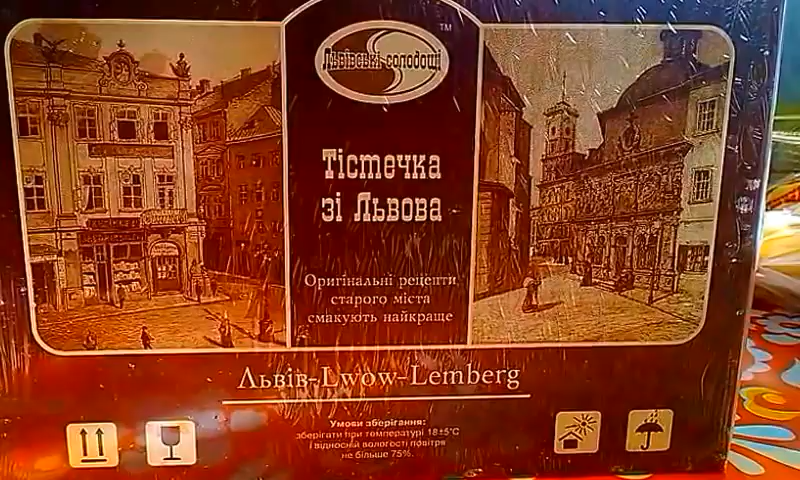 Львівські солодощі
TM
Тістечка
зі Львова
Оригінальні рецепти
старого міста
смакують найкраще
Львів-Lwow-Lemberg
Умови зберігання:
зберігати при температурі 18±5°С
і відносній вологості повітря
не більше 75%.